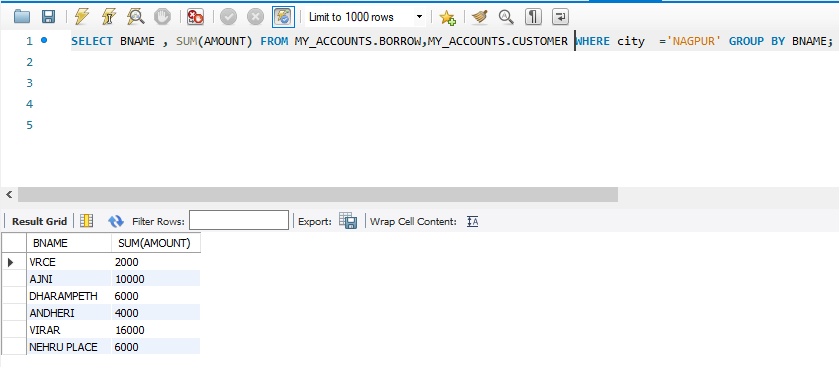 Limit to 1000 rows
1 SELECT BNAME , SUM(AMOUNT) FROM MY_ACCOUNTS.BORROW,MY_ACCOUNTS.CUSTOMER WHERE city ='NAGPUR' GROUP BY BNAME;
2
3
4
5
Result Grid Filter Rows: Export: Wrap Cell Content:
BNAME SUM(AMOUNT)
VRCE 2000
AJNI 10000
DHARAMPETH 6000
ANDHERI 4000
VIRAR 16000
NEHRU PLACE 6000